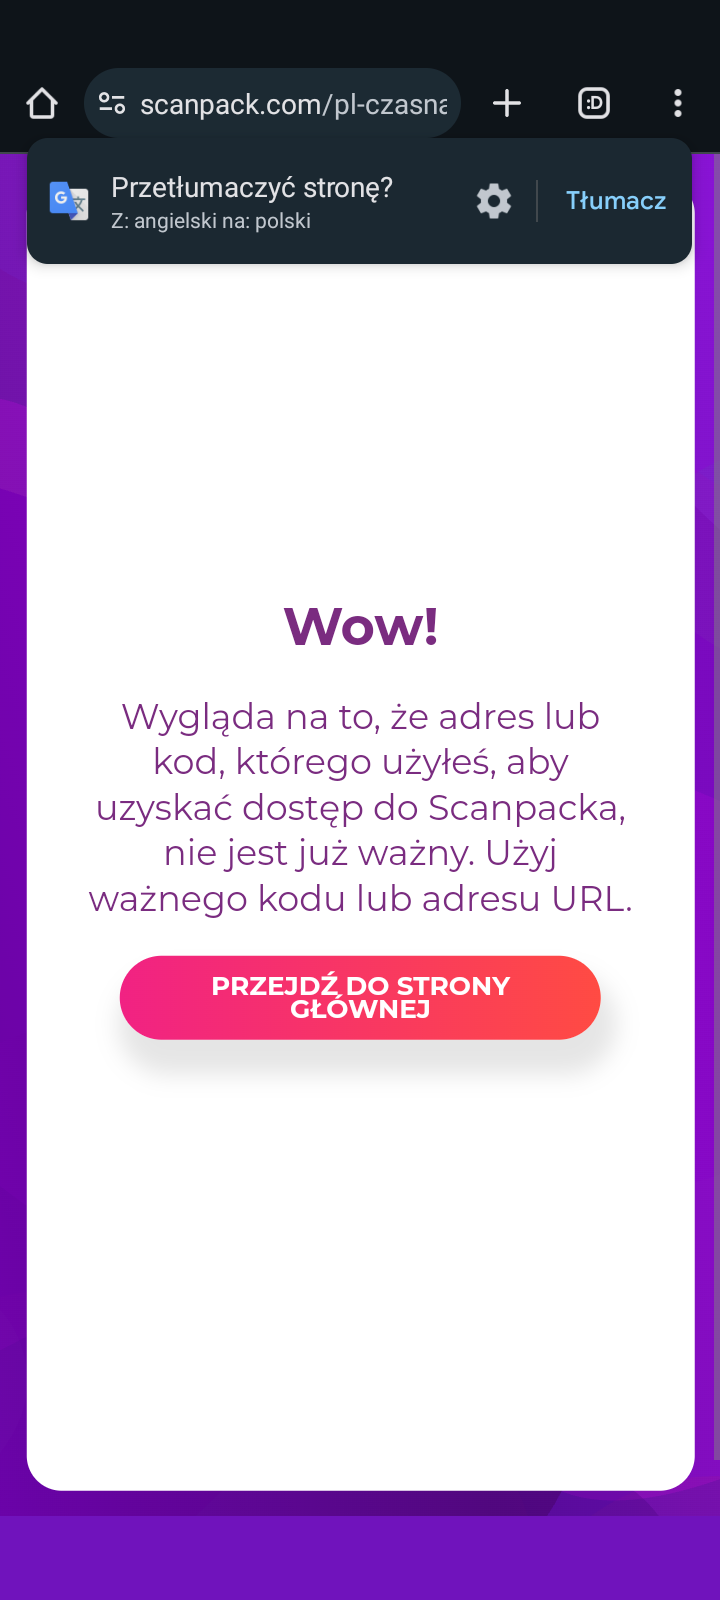 scanpack.com/pl-czasna
:D
Przetłumaczyć stronę?
Z: angielski na: polski
Tłumacz
Wow!
Wygląda na to, że adres lub
kod, którego użyłeś, aby
uzyskać dostęp do Scanpacka,
nie jest już ważny. Użyj
ważnego kodu lub adresu URL.
PRZEJDŹ DO STRONY
GŁÓWNEJ